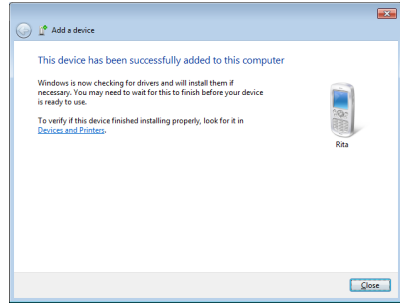 Add a device
This device has been successfully added to this computer
Windows is now checking for drivers and will install them if
necessary. You may need to wait for this to finish before your device
is ready to use.
To verify if this device finished installing properly, look for it in
Devices and Printers.
Rita
Close